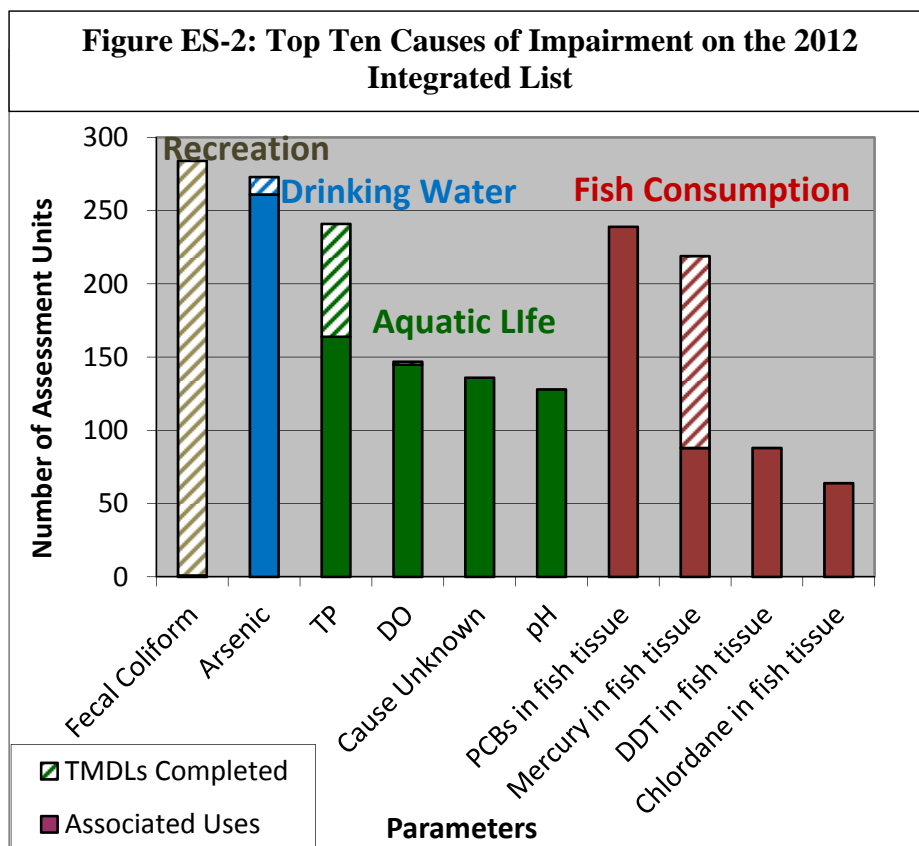 Figure ES-2: Top Ten Causes of Impairment on the 2012
Integrated List
300
250
200
150
100
50
0
Number of Assessment Units
Recreation
Drinking Water
Fish Consumption
Aquatic LIfe
Fecal Coliform
Arsenic
TP
DO
Cause Unknown
pH
PCBs in fish tissue
Mercury in fish tissue
DDT in fish tissue
Chlordane in fish tissue
TMDLs Completed
Associated Uses
Parameters